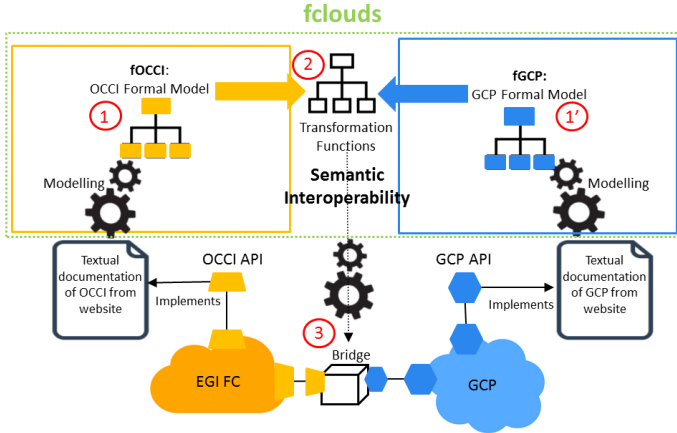 fclouds
fOCCI:
OCCI Formal Model
1
Modelling
2
Transformation
Functions
Semantic
Interoperability
fGCP:
GCP Formal Model
1’
Modelling
Textual
documentation
of OCCI from
website
Implements
OCCI API
EGI FC
3
Bridge
GCP API
Implements
GCP
Textual
documentation
of GCP from
website